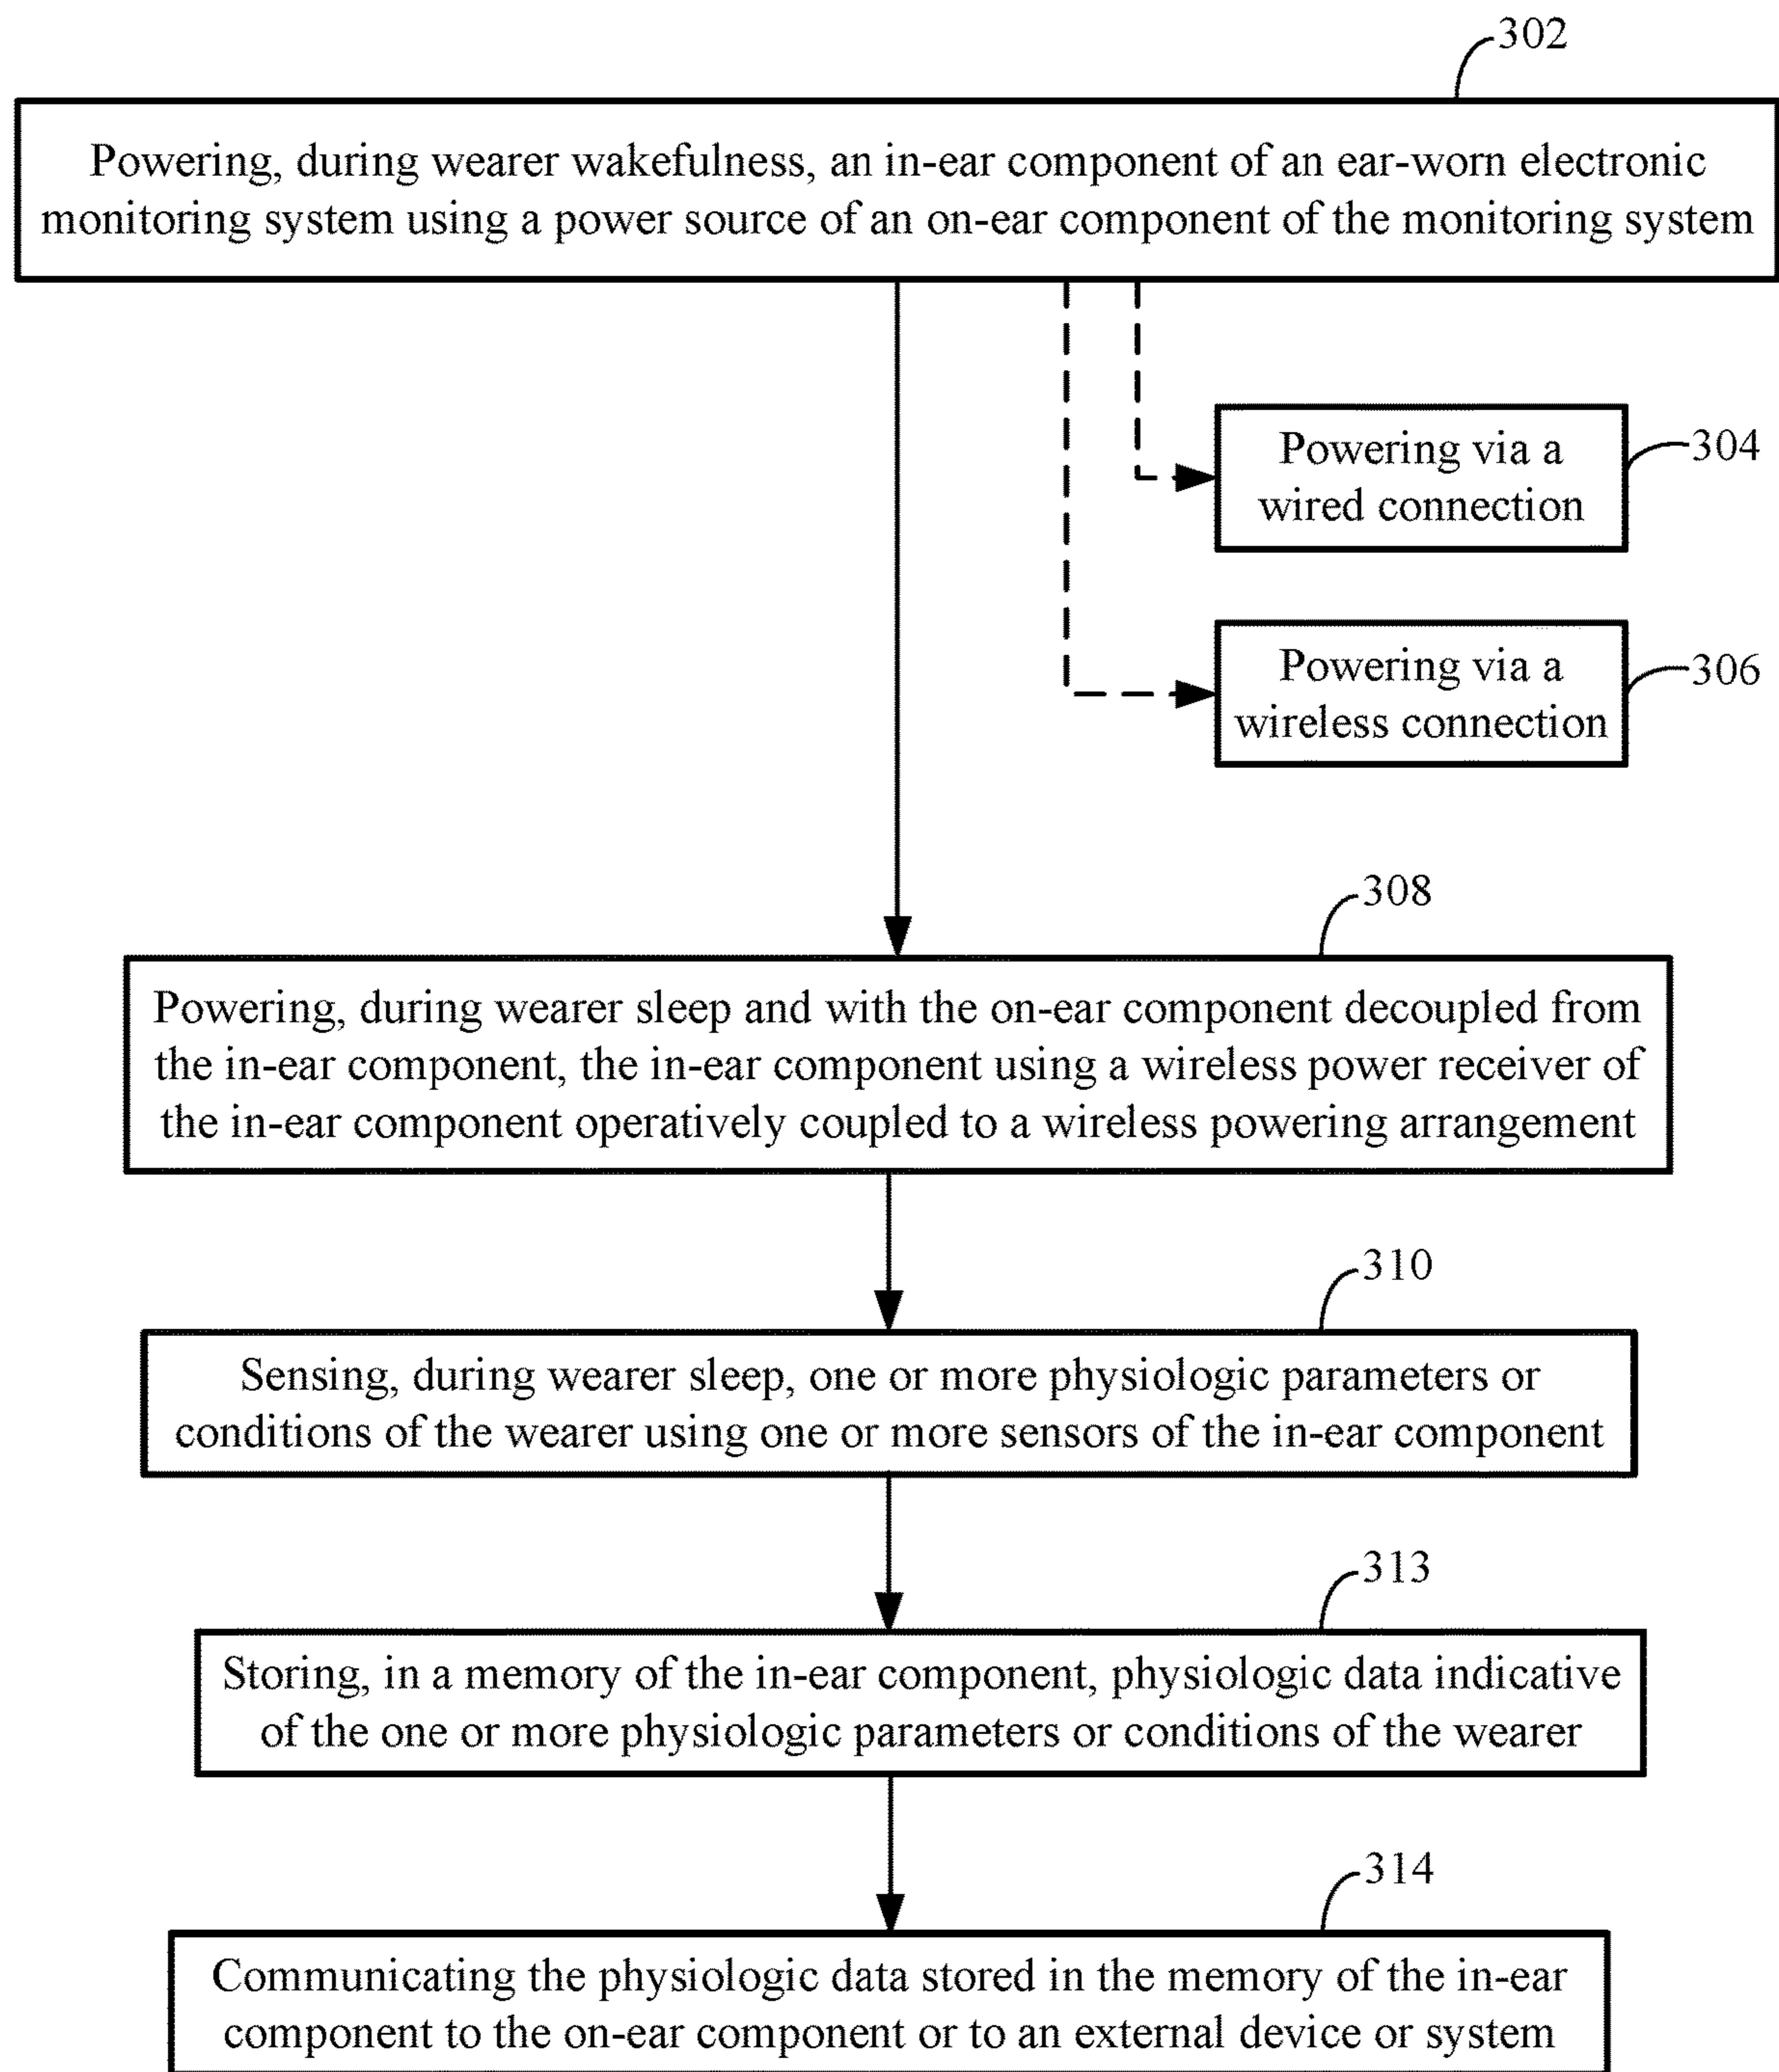 302
Powering, during wearer wakefulness, an in-ear component of an ear-worn electronic
monitoring system using a power source of an on-ear component of the monitoring system
Powering via a
wired connection
304
Powering via a
wireless connection
306
308
Powering, during wearer sleep and with the on-ear component decoupled from
the in-ear component, the in-ear component using a wireless power receiver of
the in-ear component operatively coupled to a wireless powering arrangement
310
Sensing, during wearer sleep, one or more physiologic parameters or
conditions of the wearer using one or more sensors of the in-ear component
313
Storing, in a memory of the in-ear component, physiologic data indicative
of the one or more physiologic parameters or conditions of the wearer
314
Communicating the physiologic data stored in the memory of the in-ear
component to the on-ear component or to an external device or system